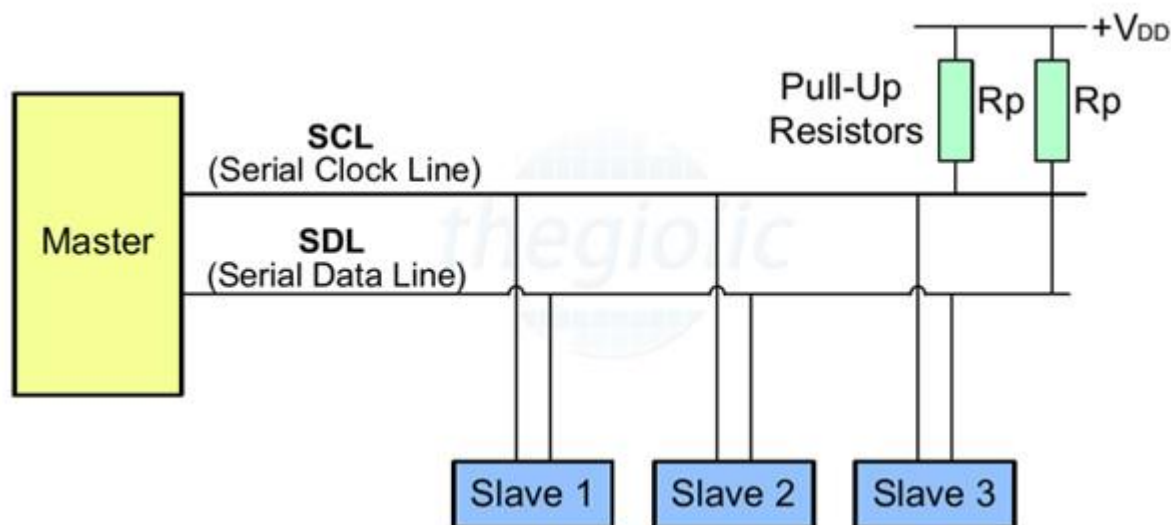 +VDD
Pull-Up
Resistors
Rp
Rp
SCL
(Serial Clock Line)
Master
SDL
(Serial Data Line)
thegioiic
Slave 1
Slave 2
Slave 3